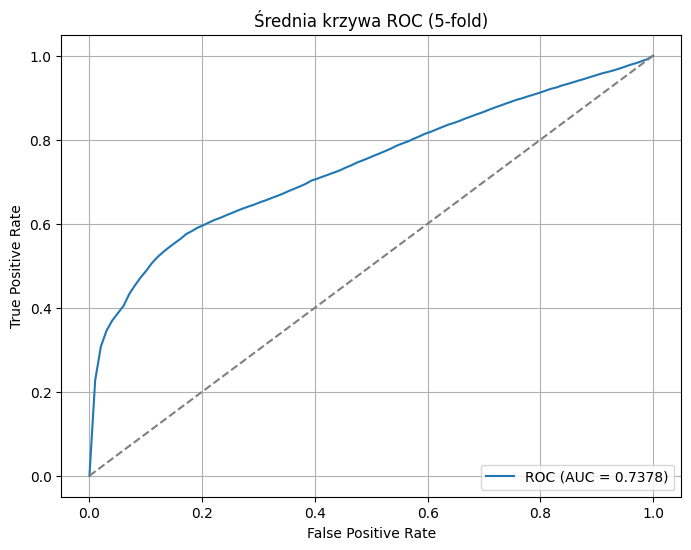 Średnia krzywa ROC (5-fold)
True Positive Rate
1.0
0.8
0.6
0.4
0.2
0.0
0.0 0.2 0.4 0.6 0.8 1.0
False Positive Rate
ROC (AUC = 0.7378)